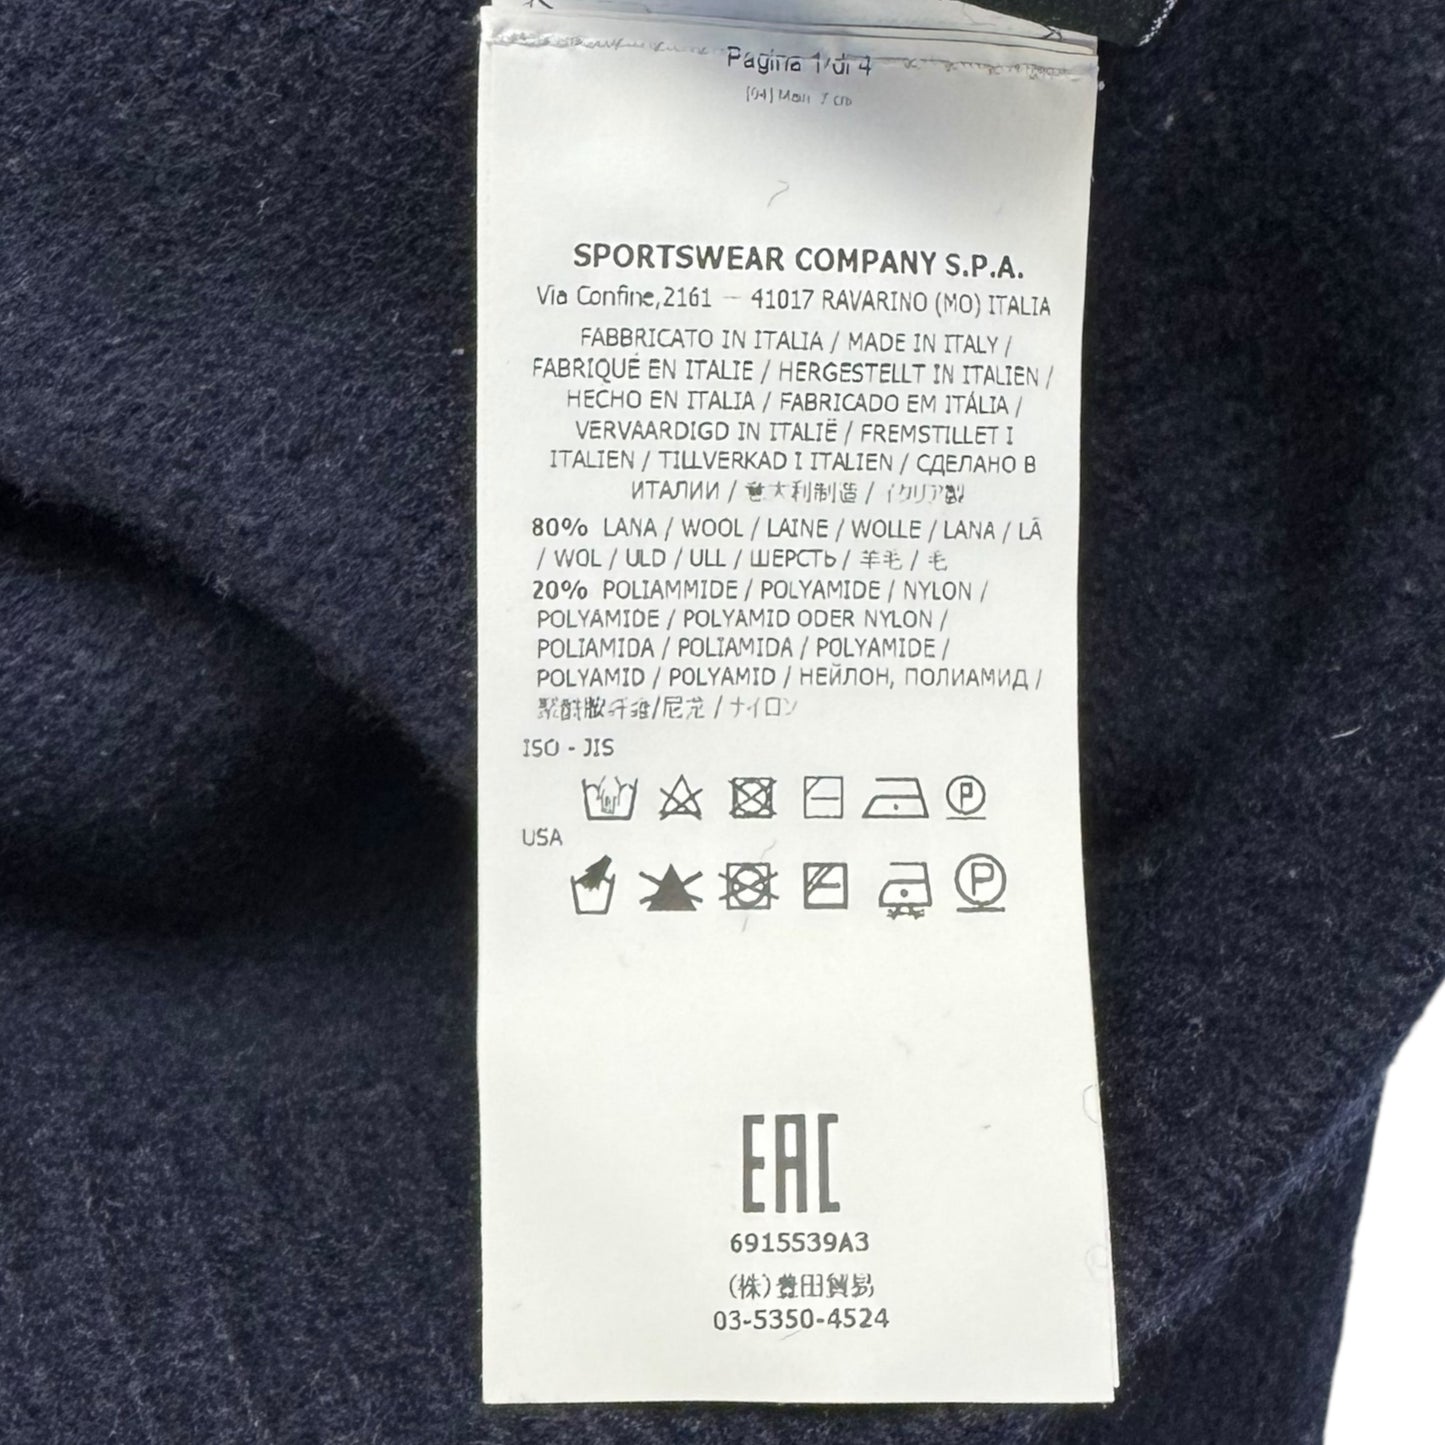 Pagina 1 di 4
SPORTSWEAR COMPANY S.P.A.
Via Confine,2161 – 41017 RAVARINO (MO) ITALIA
FABBRICATO IN ITALIA / MADE IN ITALY /
FABRIQUÉ EN ITALIE / HERGESTELLT IN ITALIEN /
HECHO EN ITALIA / FABRICADO EM ITÁLIA /
VERVAARDIGD IN ITALIË / FREMSTILLET I
ITALIEN / TILLVERKAD I ITALIEN / СДЕЛАНО В
ИТАЛИИ / 意大利制造 / イタリア製
80% LANA / WOOL / LAINE / WOLLE / LANA / LÃ
/ WOL / ULD / ULL / ШЕРСТЬ / 羊毛 / 毛
20% POLIAMMIDE / POLYAMIDE / NYLON /
POLYAMIDE / POLYAMID ODER NYLON /
POLIAMIDA / POLIAMIDA / POLYAMIDE /
POLYAMID / POLYAMID / НЕЙЛОН, ПОЛИАМИД /
/尼龙 / ナイロン
ISO - JIS
P
USA
P
EAC
6915539A3
(株)豊田貿易
03-5350-4524